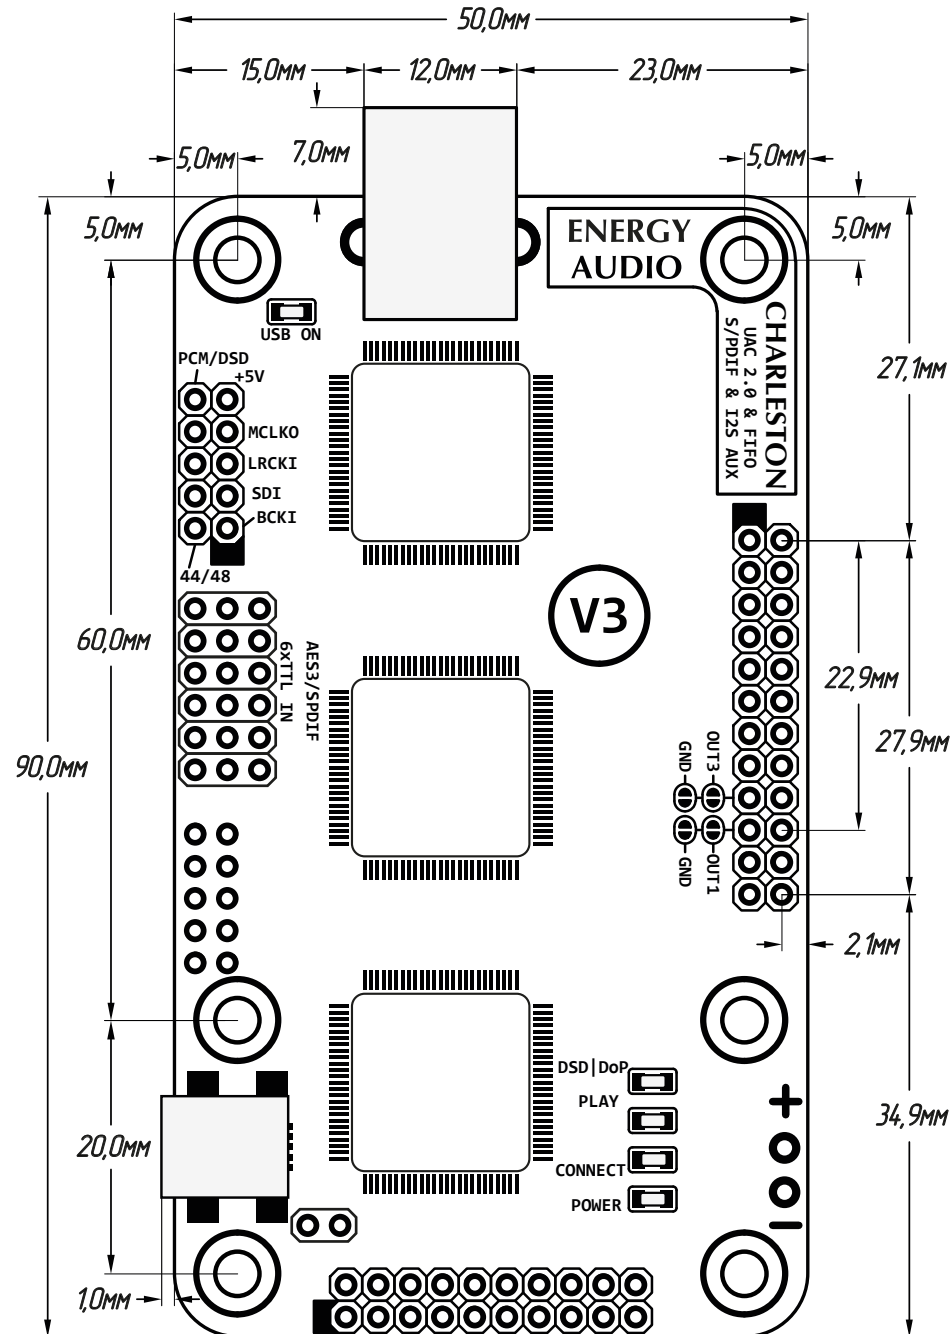 50,0мм
15,0мм
12,0мм
23,0мм
5,0мм
7,0мм
5,0мм
5,0мм
5,0мм
ENERGY
AUDIO
CHARLESTON
UAC 2.0 & FIFO
S/PDIF & I2S AUX
USB ON
PCM/DSD
+5V
MCLKO
LRCKI
SDI
BCKI
44/48
27,1мм
V3
60,0мм
AES3/SPDIF
6xTTL IN
22,9мм
27,9мм
90,0мм
GND
OUT3
GND
OUT1
2,1мм
DSD|DoP
PLAY
CONNECT
POWER
+
−
34,9мм
20,0мм
1,0мм